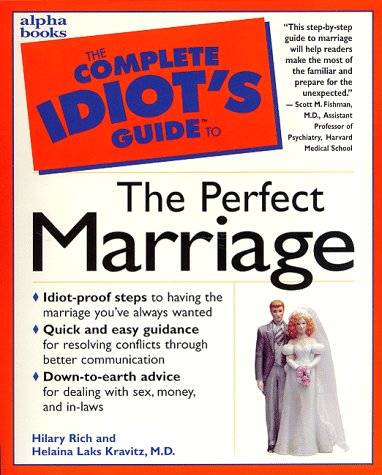 alpha
books
THE
COMPLETE
IDIOT'S
GUIDE™ TO
"This step-by-step
guide to marriage
will help readers
make the most of
the familiar and
prepare for the
unexpected."
— Scott M. Fishman,
M.D., Assistant
Professor of
Psychiatry, Harvard
Medical School
The Perfect
Marriage
♦ Idiot-proof steps to having the
marriage you've always wanted
♦ Quick and easy guidance
for resolving conflicts through
better communication
♦ Down-to-earth advice
for dealing with sex, money,
and in-laws
Hilary Rich and
Helaina Laks Kravitz, M.D.